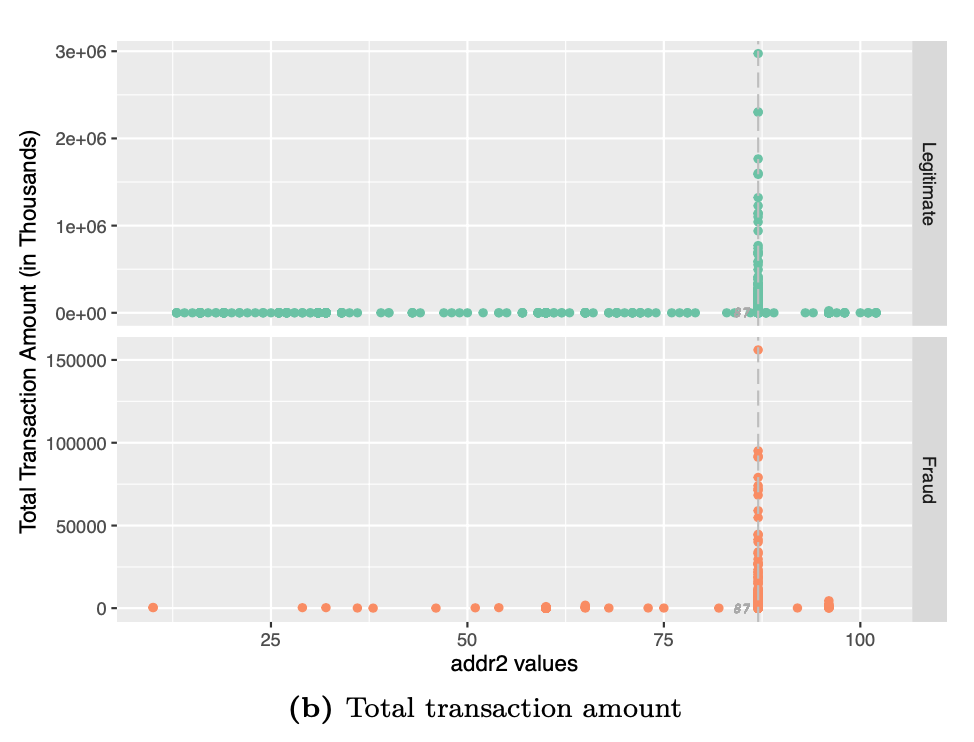 3e+06
2e+06
1e+06
0e+00
87
Legitimate
150000
100000
50000
0
87
Fraud
25 50 75 100
Total Transaction Amount (in Thousands)
addr2 values
(b) Total transaction amount